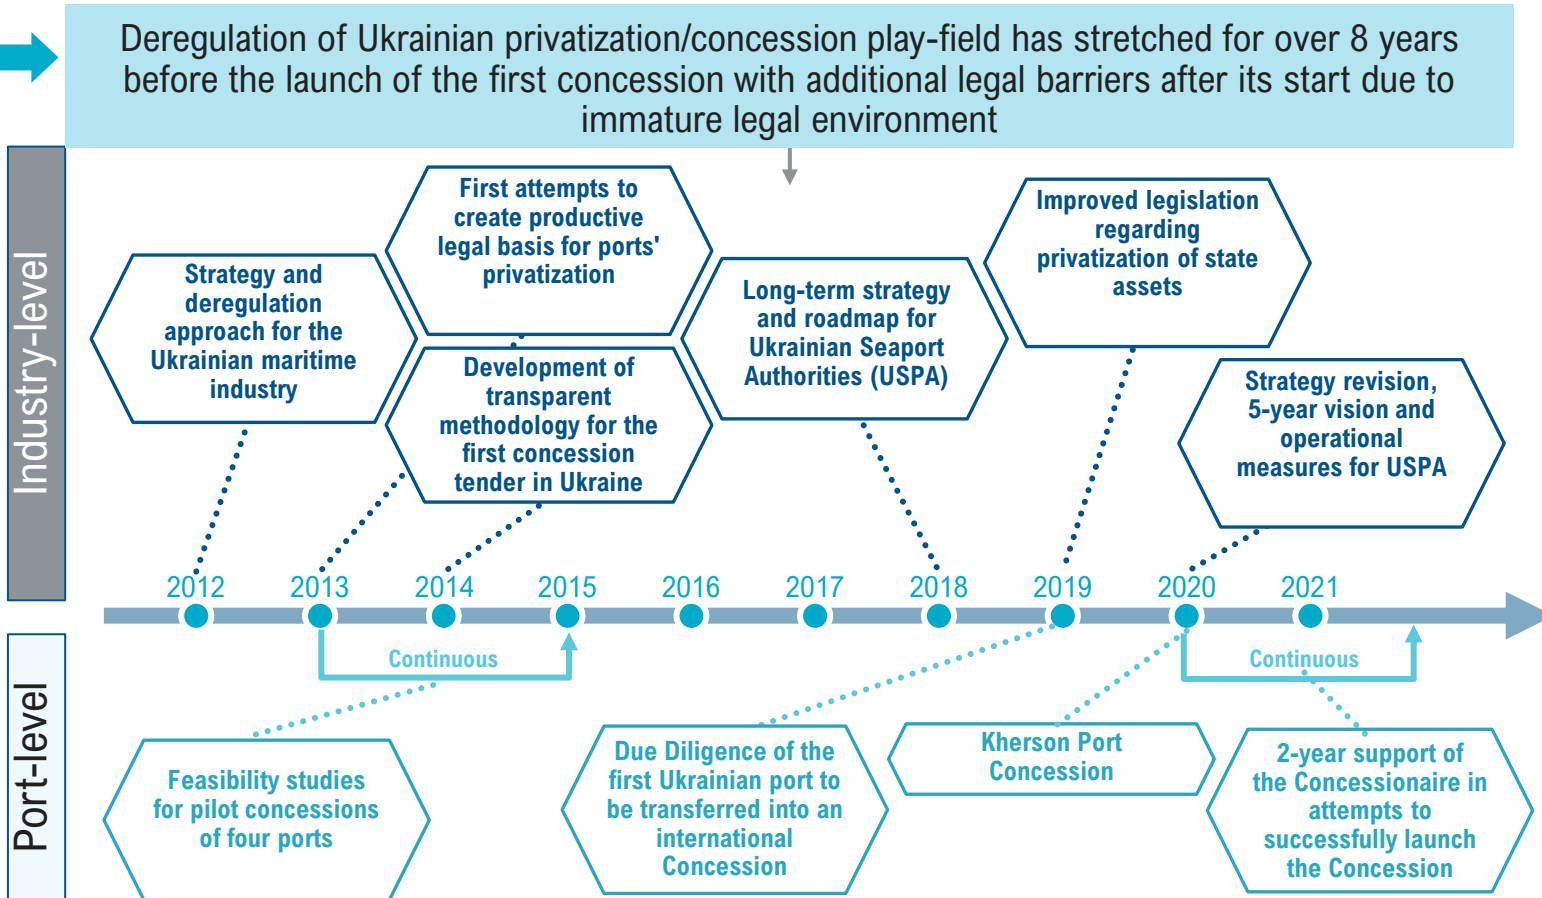 Deregulation of Ukrainian privatization/concession play-field has stretched for over 8 years
before the launch of the first concession with additional legal barriers after its start due to
immature legal environment
Industry-level
Strategy and
deregulation
approach for the
Ukrainian maritime
industry
First attempts to
create productive
legal basis for ports'
privatization
Development of
transparent
methodology for the
first concession
tender in Ukraine
Long-term strategy
and roadmap for
Ukrainian Seaport
Authorities (USPA)
Improved legislation
regarding
privatization of state
assets
Strategy revision,
5-year vision and
operational
measures for USPA
2012 2013 2014 2015 2016 2017 2018 2019 2020 2021
Port-level
Continuous
Continuous
Feasibility studies
for pilot concessions
of four ports
Due Diligence of the
first Ukrainian port to
be transferred into an
international
Concession
Kherson Port
Concession
2-year support of
the Concessionaire in
attempts to
successfully launch
the Concession